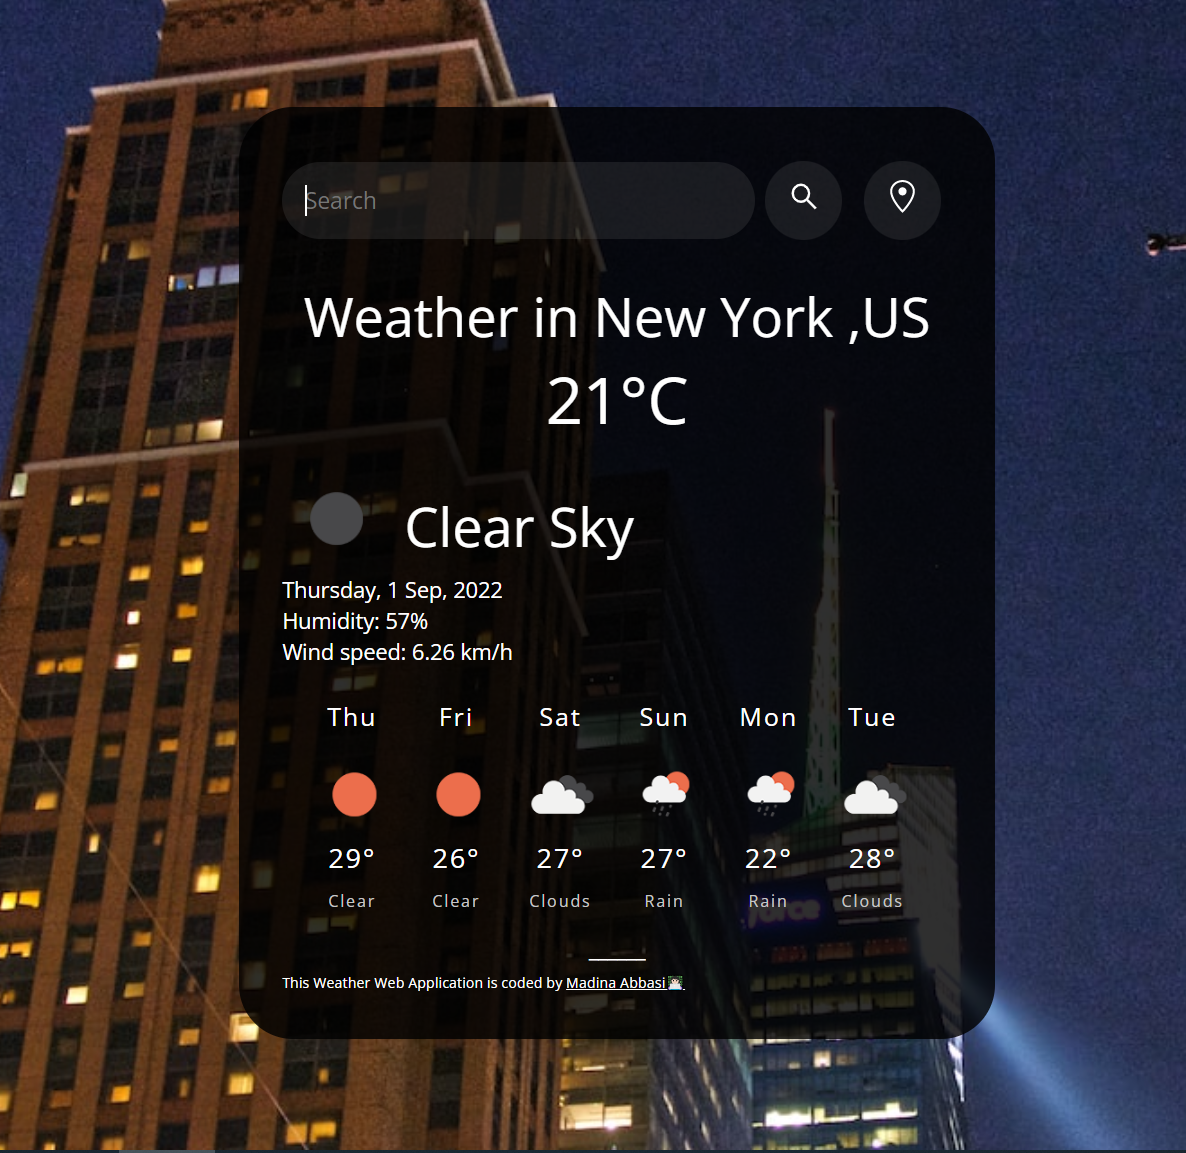 Search
Weather in New York ,US
21°C
Clear Sky
Thursday, 1 Sep, 2022
Humidity: 57%
Wind speed: 6.26 km/h
Thu Fri Sat Sun Mon Tue
29° 26° 27° 27° 22° 28°
Clear Clear Clouds Rain Rain Clouds
This Weather Web Application is coded by Madina Abbasi